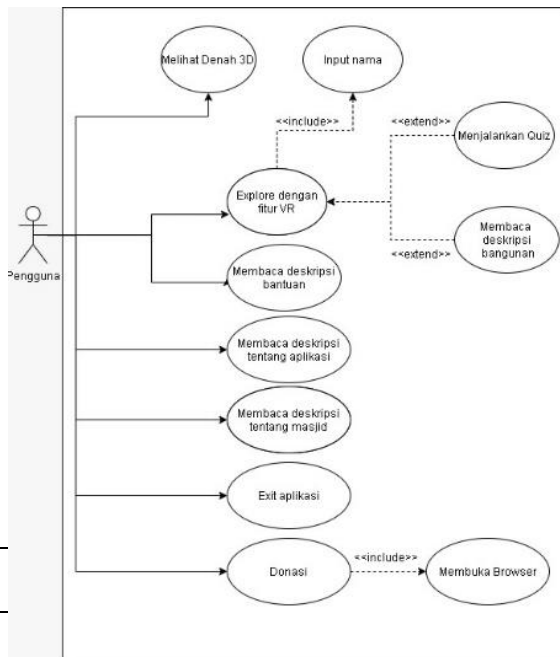 Melihat Denah 3D
Input nama
<<include>>
<<extend>>
Menjalankan Quiz
Explore dengan
fitur VR
Membaca
deskripsi
bangunan
<<extend>>
Pengguna
Membaca deskripsi
bantuan
Membaca deskripsi
tentang aplikasi
Membaca deskripsi
tentang masjid
Exit aplikasi
Donasi
<<include>>
Membuka Browser